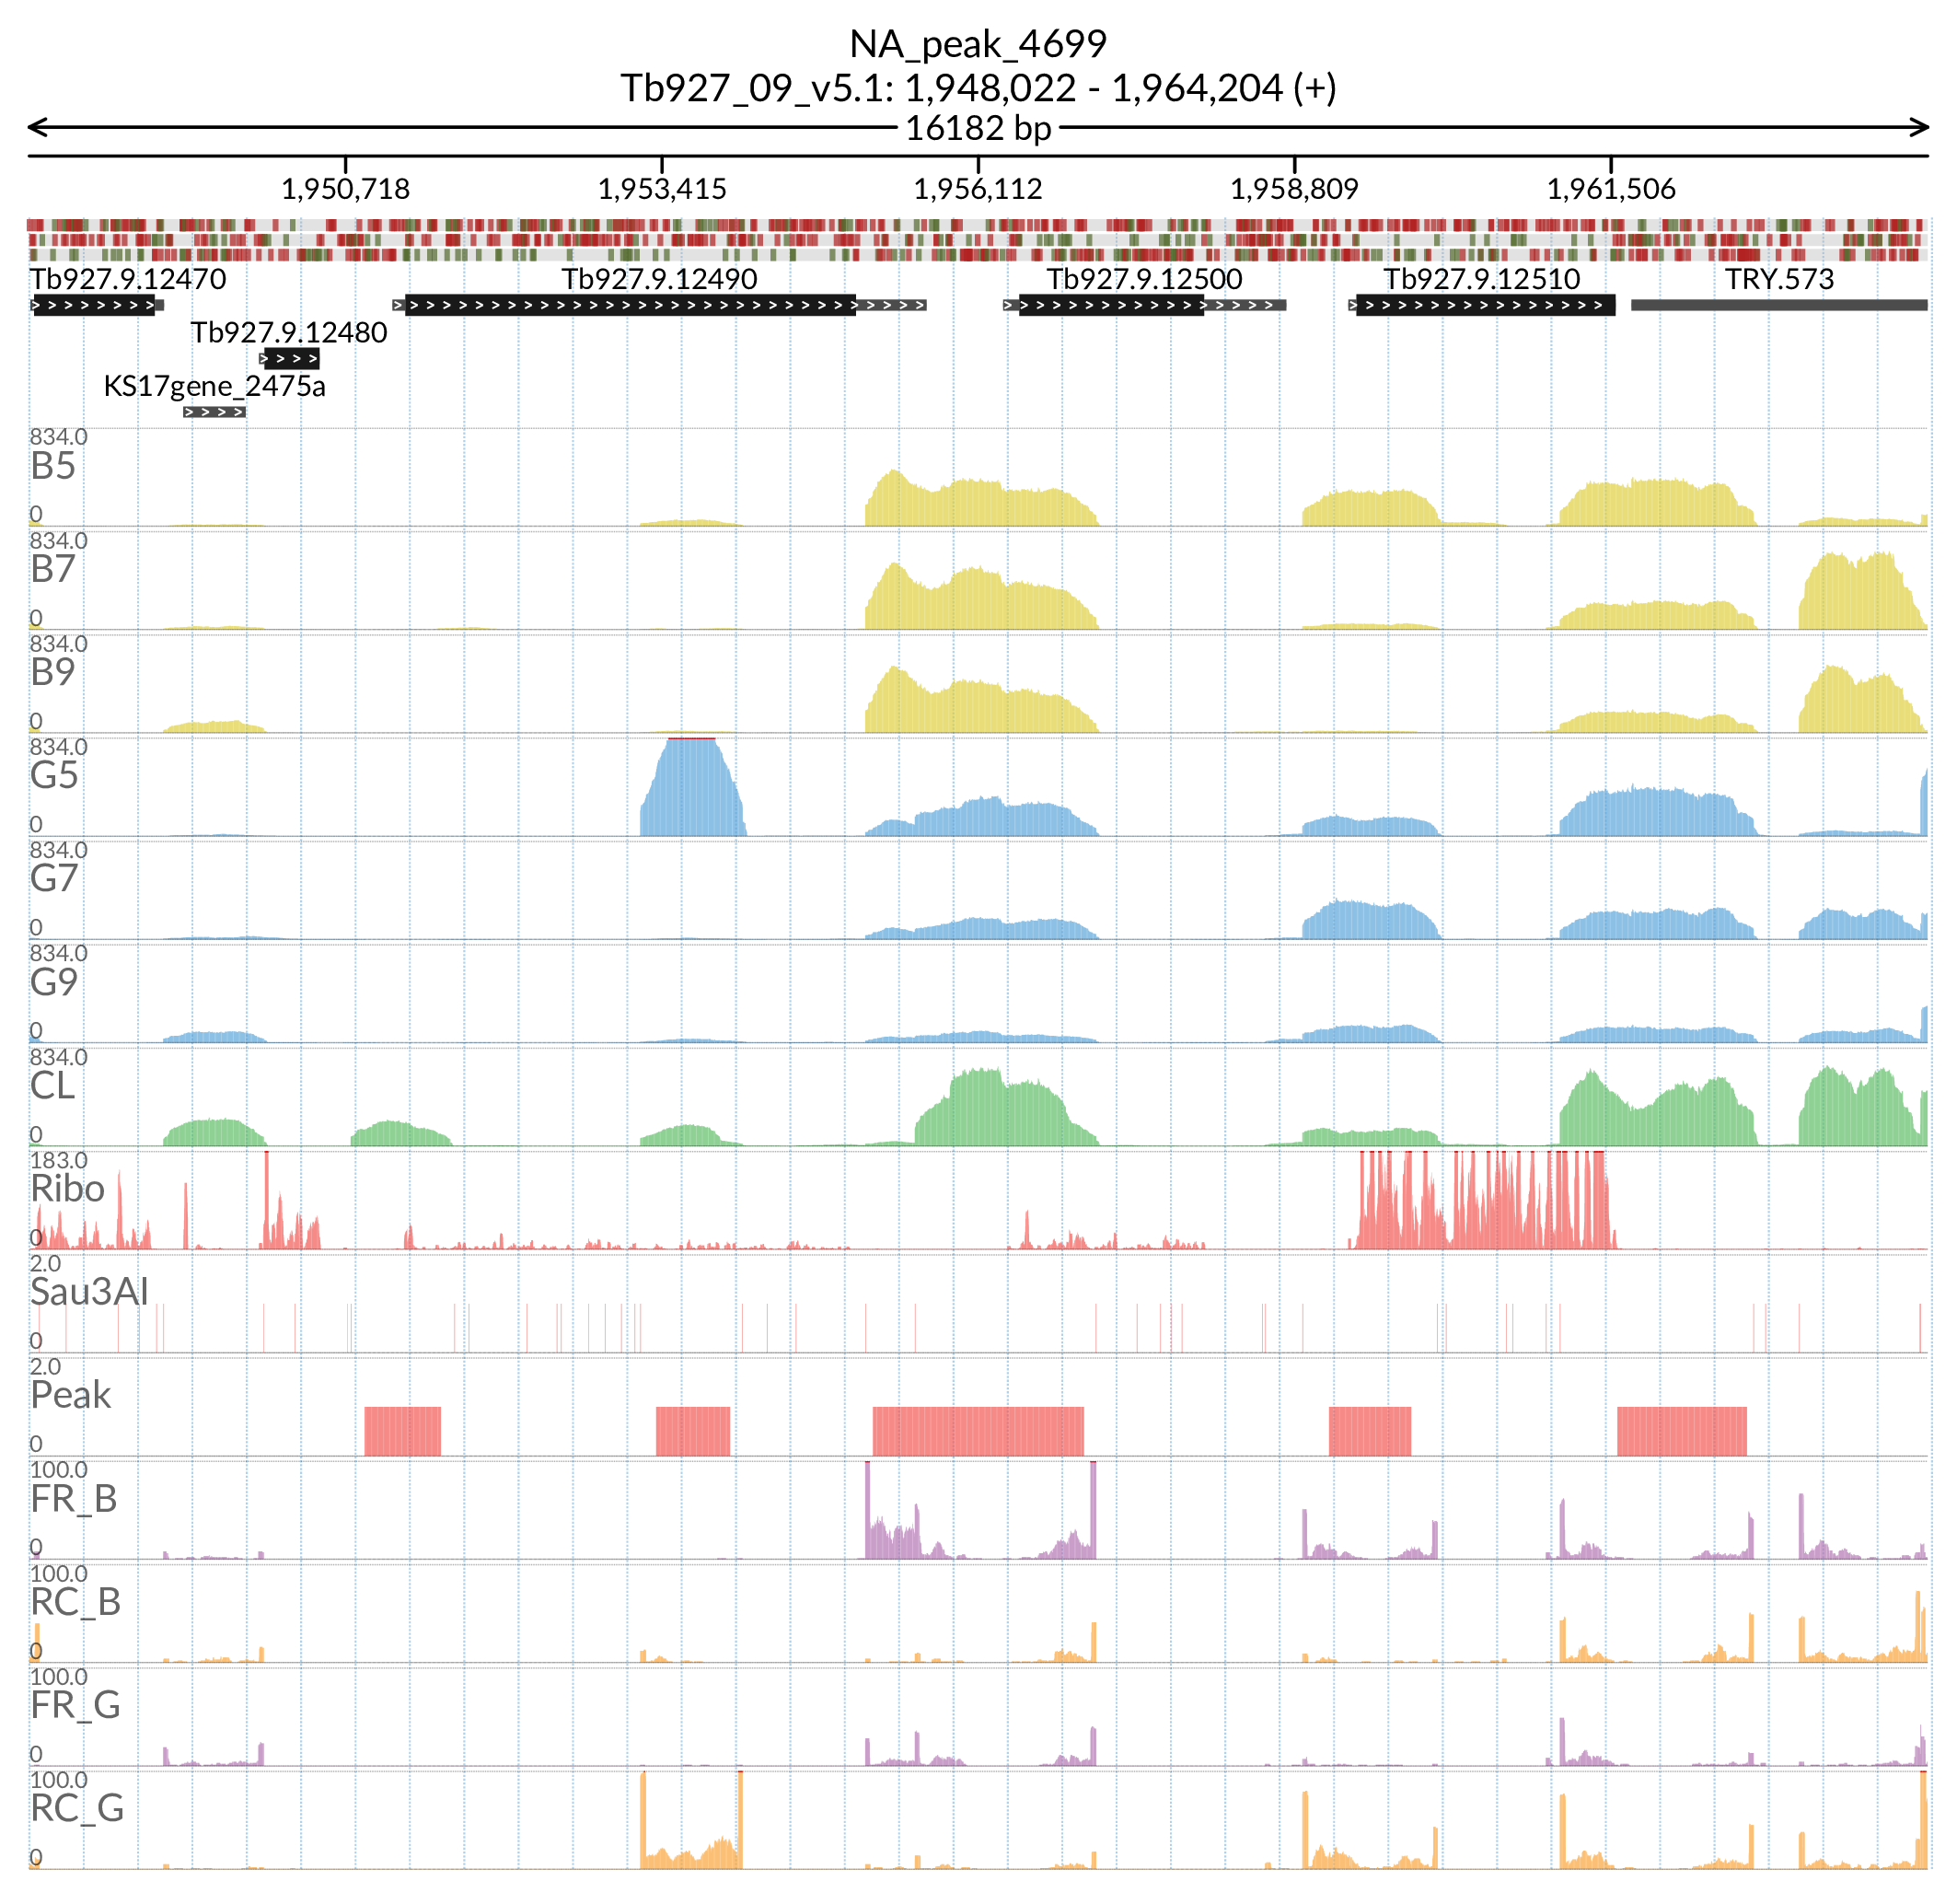 NA_peak_4699
Tb927_09_v5.1: 1,948,022 - 1,964,204 (+)
16182 bp
1,950,718 1,953,415 1,956,112 1,958,809 1,961,506
Tb927.9.12470 Tb927.9.12490 Tb927.9.12500 Tb927.9.12510 TRY.573
Tb927.9.12480
KS17gene_2475a
834.0
B5
0
834.0
B7
0
834.0
B9
0
834.0
G5
0
834.0
G7
0
834.0
G9
0
834.0
CL
0
183.0
Ribo
0
2.0
Sau3AI
0
2.0
Peak
0
100.0
FR_B
0
100.0
RC_B
0
100.0
FR_G
0
100.0
RC_G
0